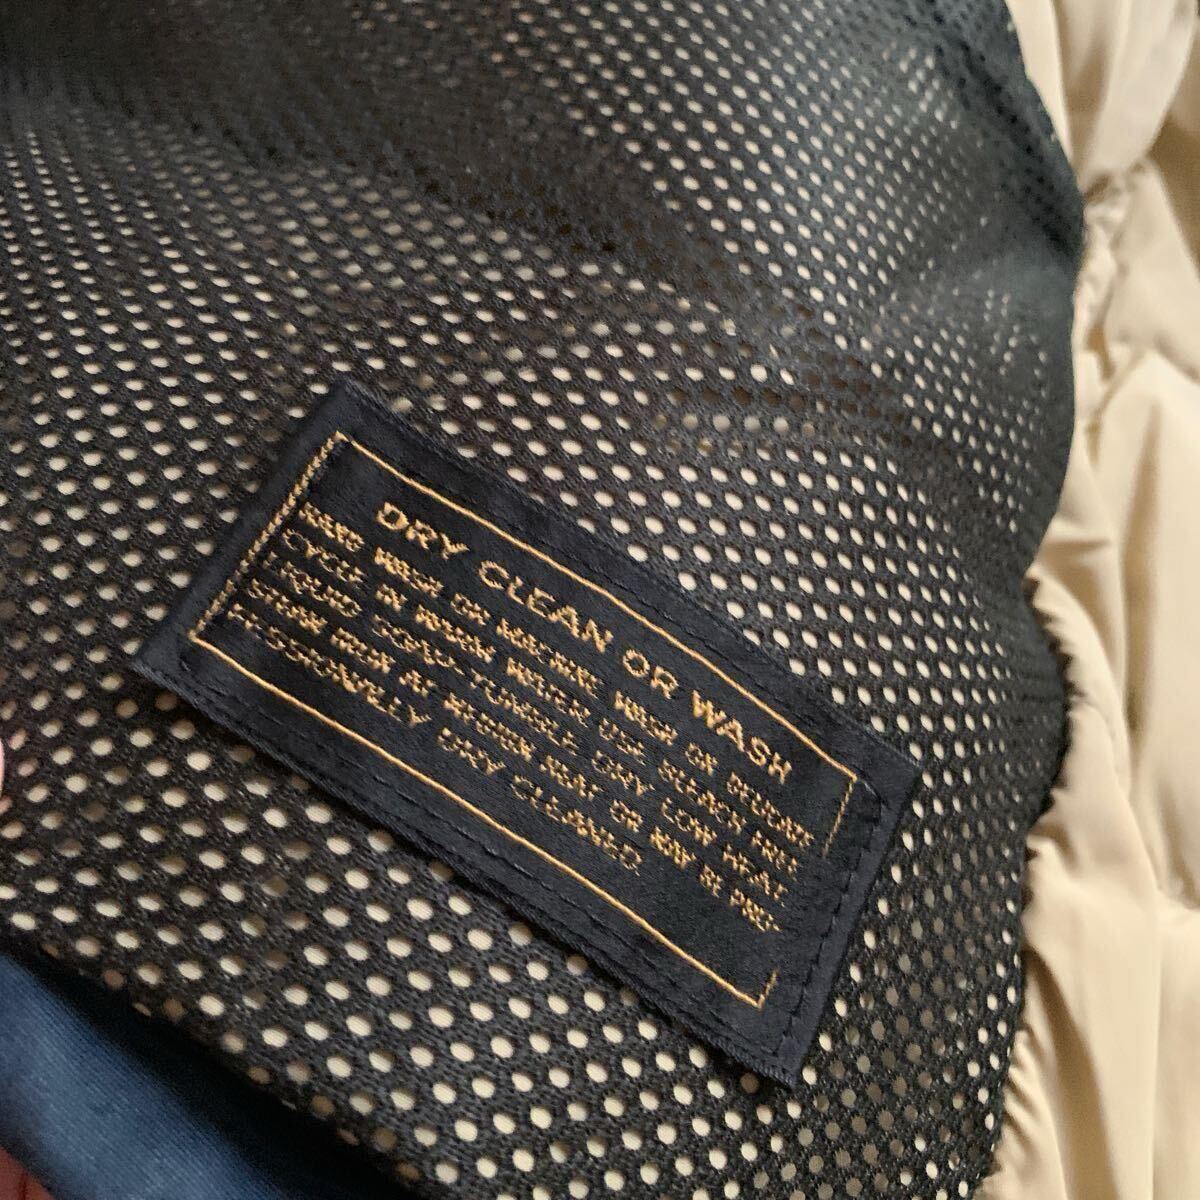 DRY CLEAN OR WASH
HAND WASH OR MACHINE WASH ON DELICATE
CYCLE IN WARM WATER. USE BLEACH FREE
LIQUID SOAP-TUMBLE DRY LOW HEAT.
STEAM IRON AT MEDIUM HEAT OR MAY BE PRO-
FESSIONALLY DRY CLEANED.